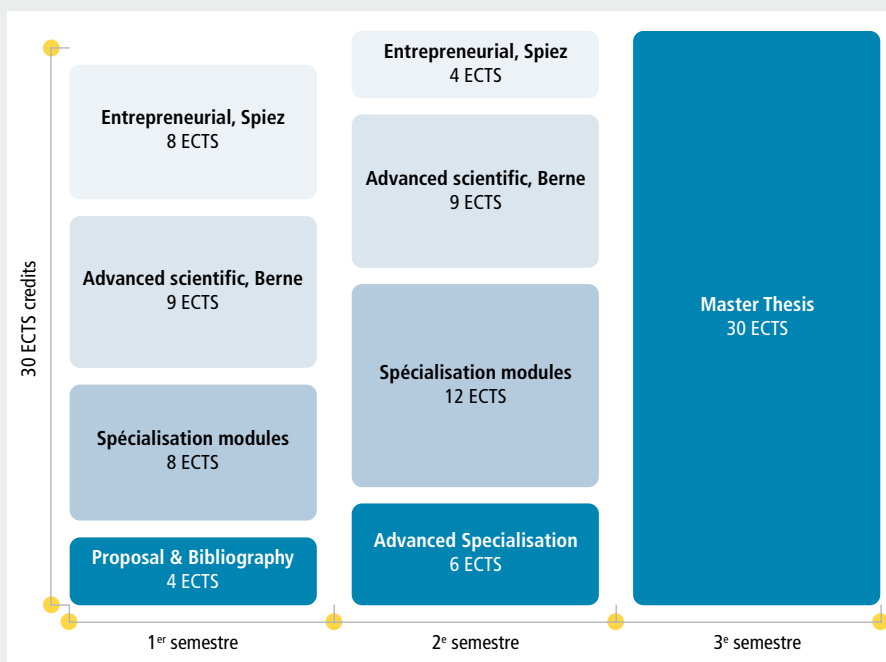 30 ECTS credits
Entrepreneurial, Spiez
8 ECTS
Advanced scientific, Berne
9 ECTS
Spécialisation modules
8 ECTS
Proposal & Bibliography
4 ECTS
1er semestre
Entrepreneurial, Spiez
4 ECTS
Advanced scientific, Berne
9 ECTS
Spécialisation modules
12 ECTS
Advanced Specialisation
6 ECTS
2e semestre
Master Thesis
30 ECTS
3e semestre